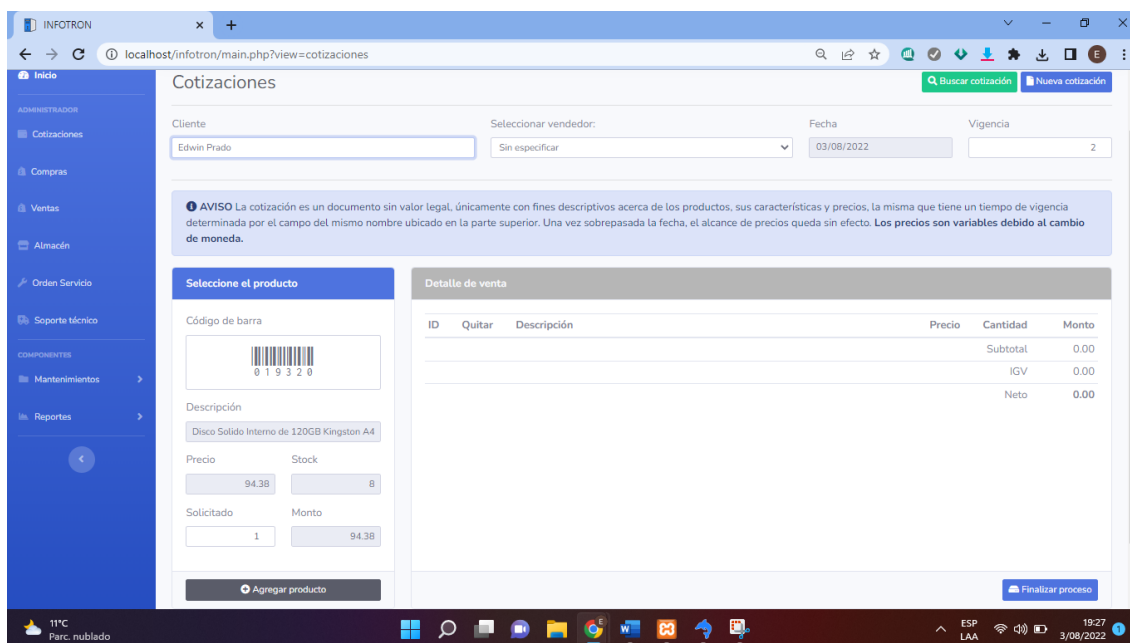 INFOTRON
localhost/infotron/main.php?view=cotizaciones
E
Inicio
ADMINISTRADOR
Cotizaciones
Compras
Ventas
Almacén
Orden Servicio
Soporte técnico
COMPONENTES
Mantenimientos
Reportes
Cotizaciones
Buscar cotización
Nueva cotización
Cliente
Seleccionar vendedor:
Fecha
Vigencia
Edwin Prado
Sin especificar
03/08/2022
2
AVISO La cotización es un documento sin valor legal, únicamente con fines descriptivos acerca de los productos, sus características y precios, la misma que tiene un tiempo de vigencia
determinada por el campo del mismo nombre ubicado en la parte superior. Una vez sobrepasada la fecha, el alcance de precios queda sin efecto. Los precios son variables debido al cambio
de moneda.
Seleccione el producto
Código de barra
019320
Descripción
Disco Solido Interno de 120GB Kingston A4
Precio
Stock
94.38
8
Solicitado
Monto
1
94.38
Agregar producto
Detalle de venta
ID Quitar Descripción Precio Cantidad Monto
Subtotal 0.00
IGV 0.00
Neto 0.00
Finalizar proceso
11°C
Parc. nublado
E
ESP
LAA
19:27
3/08/2022
1